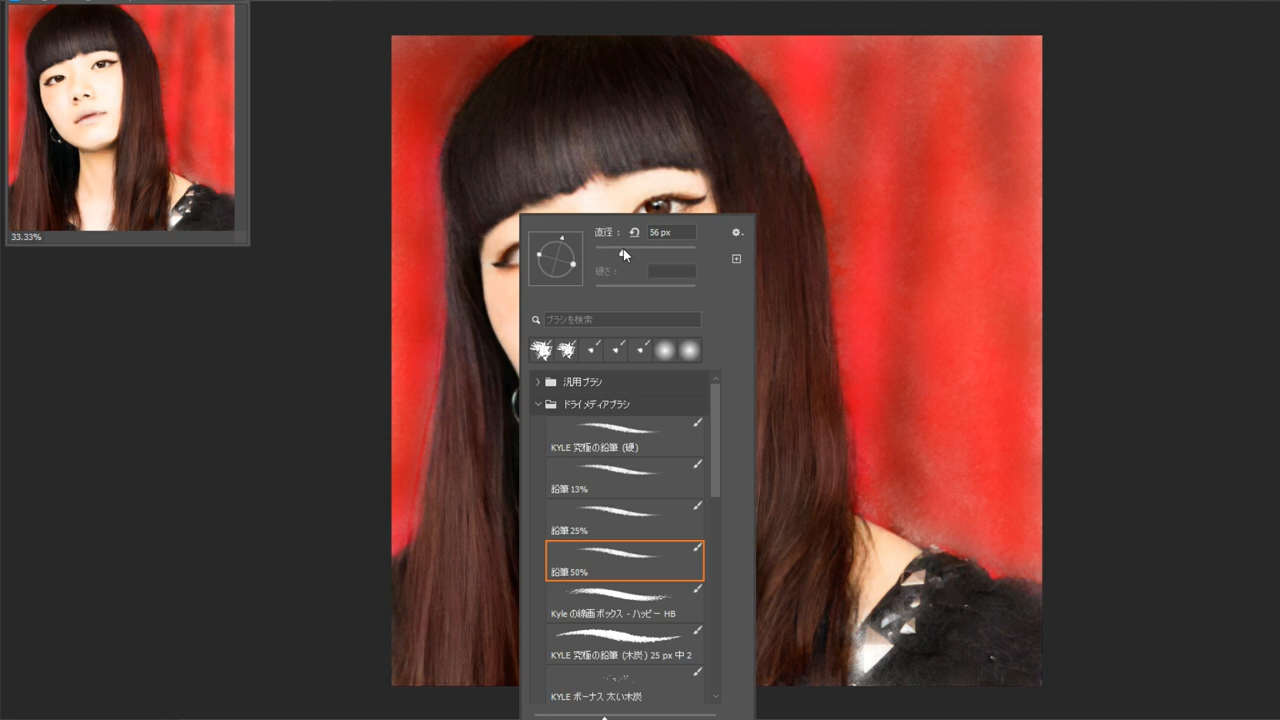 33.33%
直径：
56 px
硬さ：
ブラシを検索
汎用ブラシ
ドライメディアブラシ
KYLE 究極の鉛筆 (硬)
鉛筆 13%
鉛筆 25%
鉛筆 50%
Kyle の線画ボックス - ハッピー HB
KYLE 究極の鉛筆 (木炭) 25 px 中 2
KYLE ボーナス 太い木炭